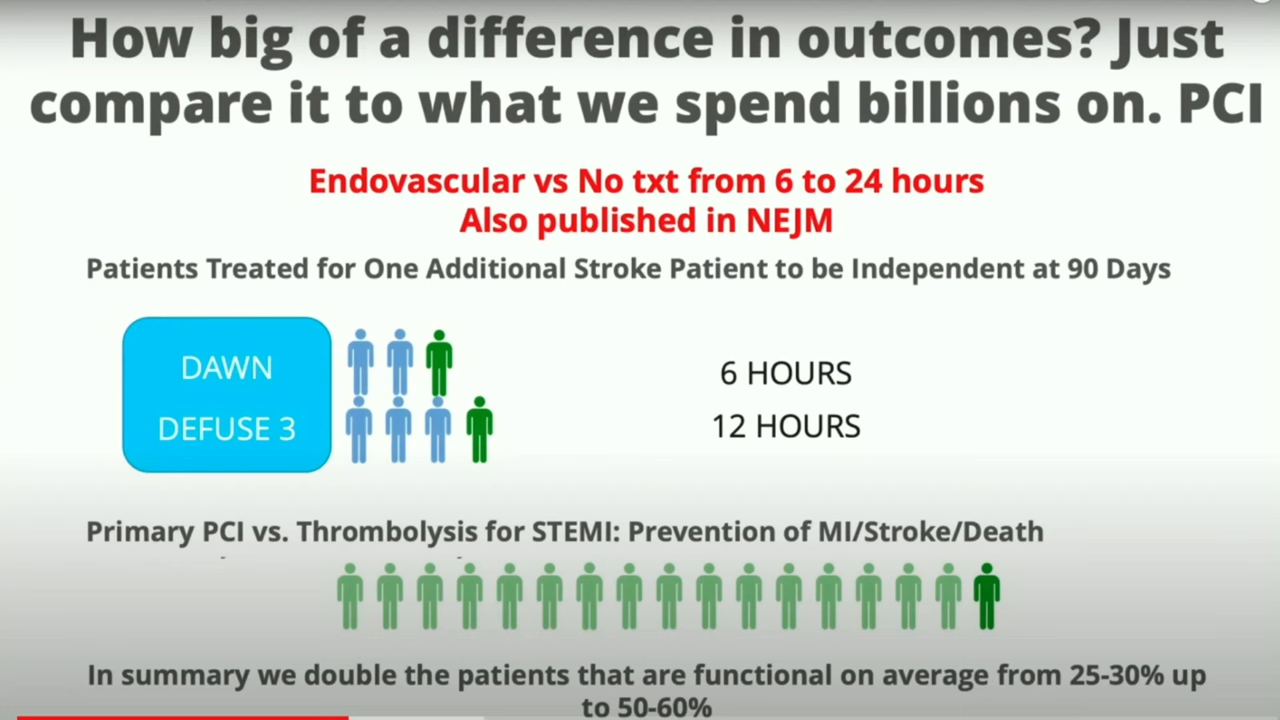 How big of a difference in outcomes? Just
compare it to what we spend billions on. PCI
Endovascular vs No txt from 6 to 24 hours
Also published in NEJM
Patients Treated for One Additional Stroke Patient to be Independent at 90 Days
DAWN
6 HOURS
DEFUSE 3
12 HOURS
Primary PCI vs. Thrombolysis for STEMI: Prevention of MI/Stroke/Death
In summary we double the patients that are functional on average from 25-30% up
to 50-60%